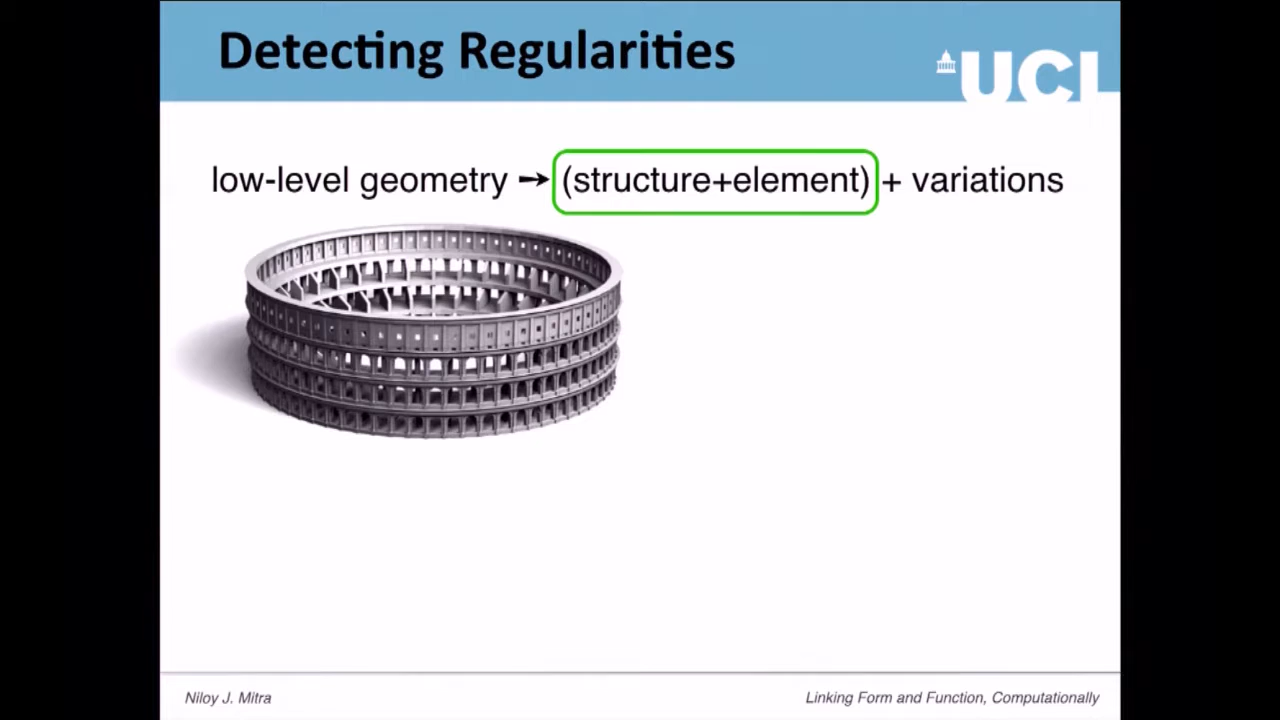 Detecting Regularities
UCL
low-level geometry → (structure+element) + variations
Niloy J. Mitra
Linking Form and Function, Computationally